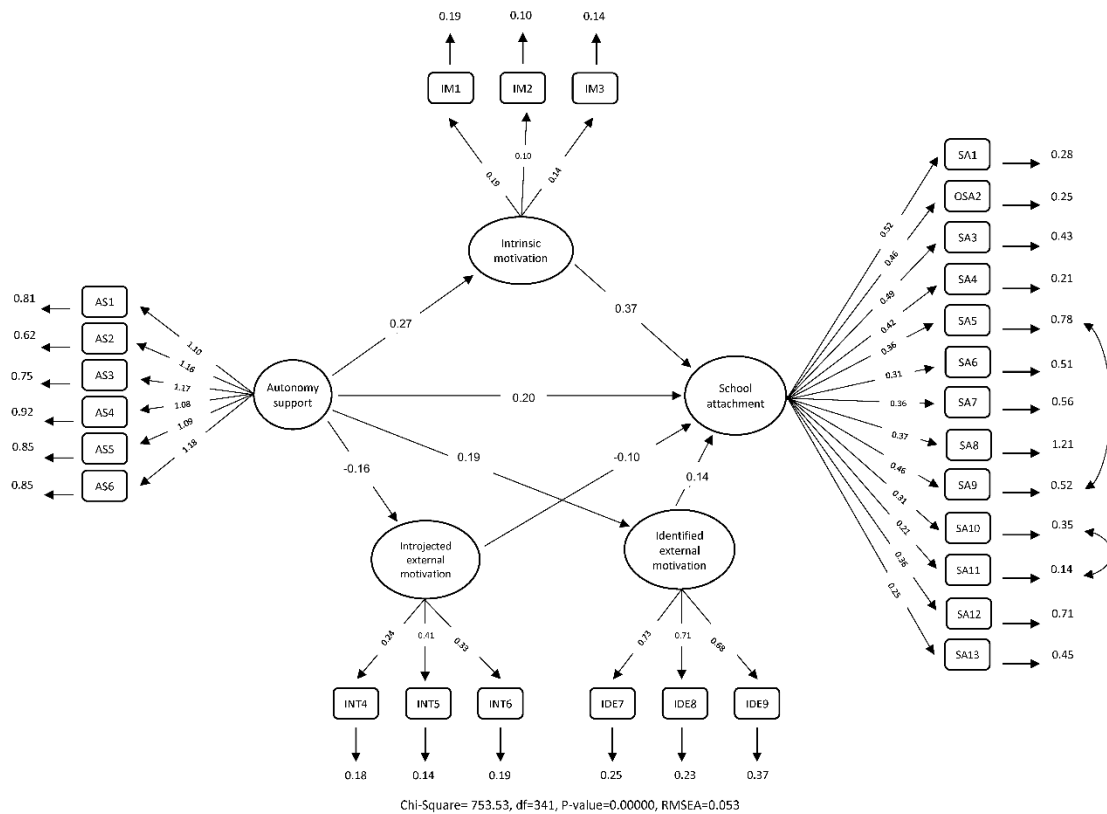 0.19 0.10 0.14
IM1 IM2 IM3
0.19 0.10 0.14
Intrinsic
motivation
0.27
0.37
0.81 AS1 1.10
0.62 AS2 1.16
0.75 AS3 1.17
0.92 AS4 1.08
0.85 AS5 1.09
0.85 AS6 1.18
Autonomy
support
0.20
School
attachment
-0.16
0.19
-0.10
0.14
0.52 SA1 0.28
0.46 OSA2 0.25
0.49 SA3 0.43
0.42 SA4 0.21
0.36 SA5 0.78
0.31 SA6 0.51
0.36 SA7 0.56
0.37 SA8 1.21
0.46 SA9 0.52
0.31 SA10 0.35
0.21 SA11 0.14
0.36 SA12 0.71
0.25 SA13 0.45
Introjected
external
motivation
Identified
external
motivation
0.24 0.41 0.33
0.73 0.71 0.68
INT4 INT5 INT6
IDE7 IDE8 IDE9
0.18 0.14 0.19
0.25 0.23 0.37
Chi-Square= 753.53, df=341, P-value=0.00000, RMSEA=0.053